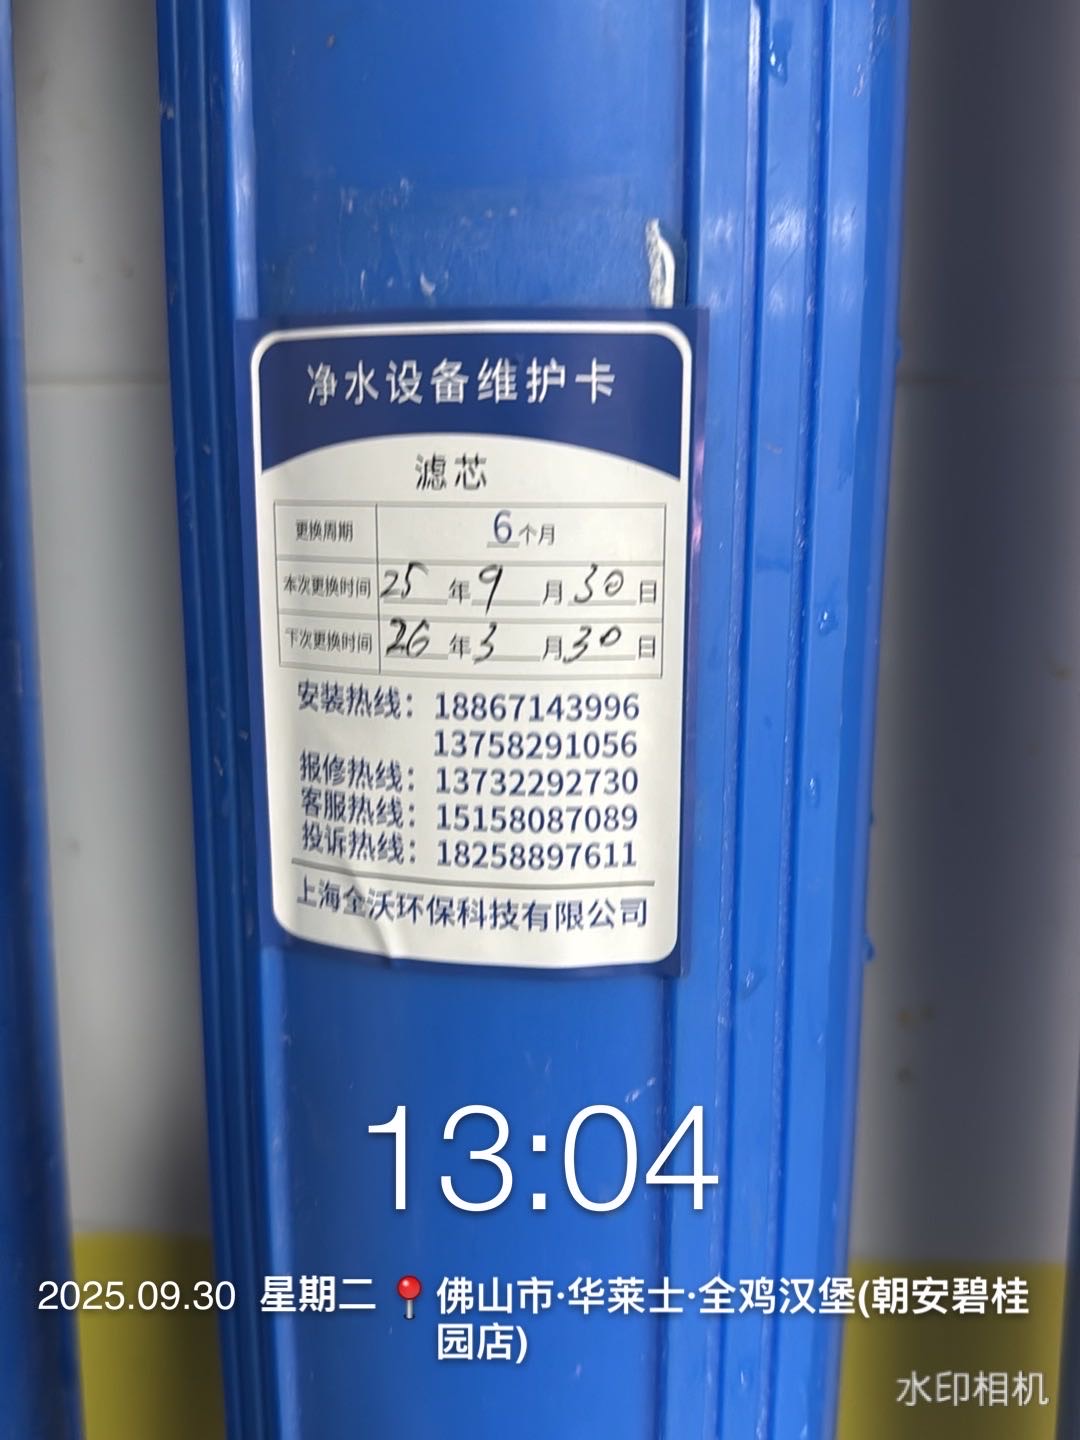 净水设备维护卡
滤芯
更换周期 6个月
本次更换时间 25年9月30日
下次更换时间 26年3月30日
安装热线：18867143996
13758291056
报修热线：13732292730
客服热线：15158087089
投诉热线：18258897611
上海全沃环保科技有限公司
13:04
2025.09.30 星期二 佛山市·华莱士·全鸡汉堡(朝安碧桂
园店)
水印相机